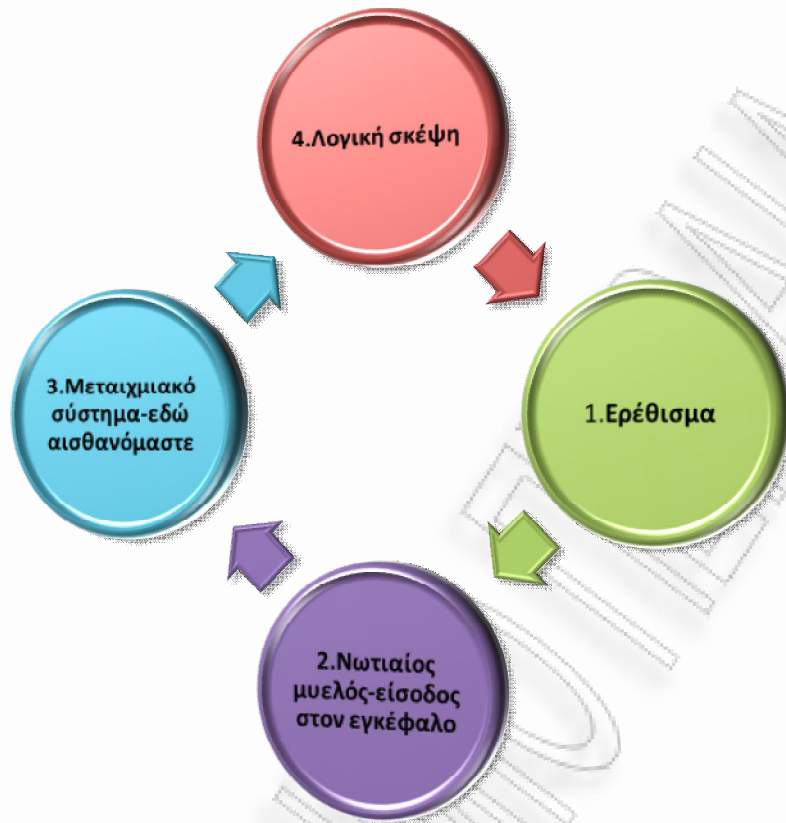 4.Λογική σκέψη
1.Ερέθισμα
2.Νωτιαίος
μυελός-είσοδος
στον εγκέφαλο
3.Μεταιχμιακό
σύστημα-εδώ
αισθανόμαστε